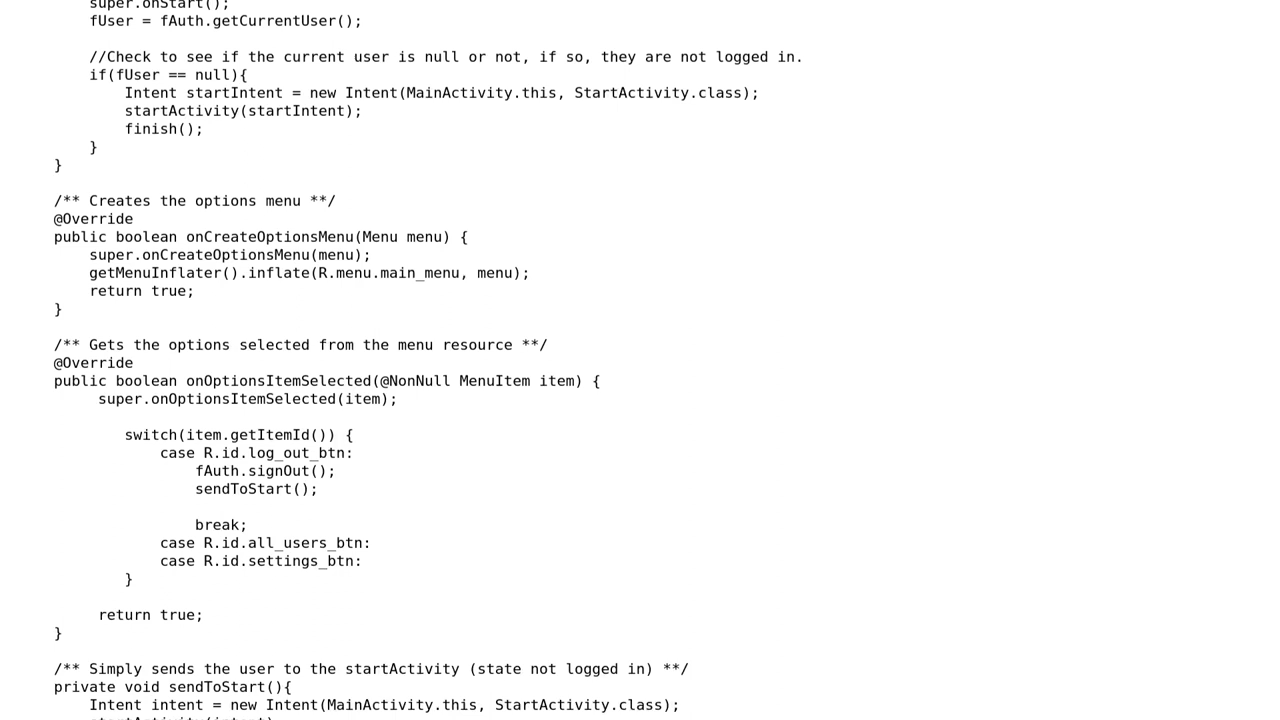 super.onStart();
fUser = fAuth.getCurrentUser();
//Check to see if the current user is null or not, if so, they are not logged in.
if(fUser == null){
Intent startIntent = new Intent(MainActivity.this, StartActivity.class);
startActivity(startIntent);
finish();
}
}
/** Creates the options menu **/
@Override
public boolean onCreateOptionsMenu(Menu menu) {
super.onCreateOptionsMenu(menu);
getMenuInflater().inflate(R.menu.main_menu, menu);
return true;
}
/** Gets the options selected from the menu resource **/
@Override
public boolean onOptionsItemSelected(@NonNull MenuItem item) {
super.onOptionsItemSelected(item);
switch(item.getItemId()) {
case R.id.log_out_btn:
fAuth.signOut();
sendToStart();
break;
case R.id.all_users_btn:
case R.id.settings_btn:
}
return true;
}
/** Simply sends the user to the startActivity (state not logged in) **/
private void sendToStart(){
Intent intent = new Intent(MainActivity.this, StartActivity.class);